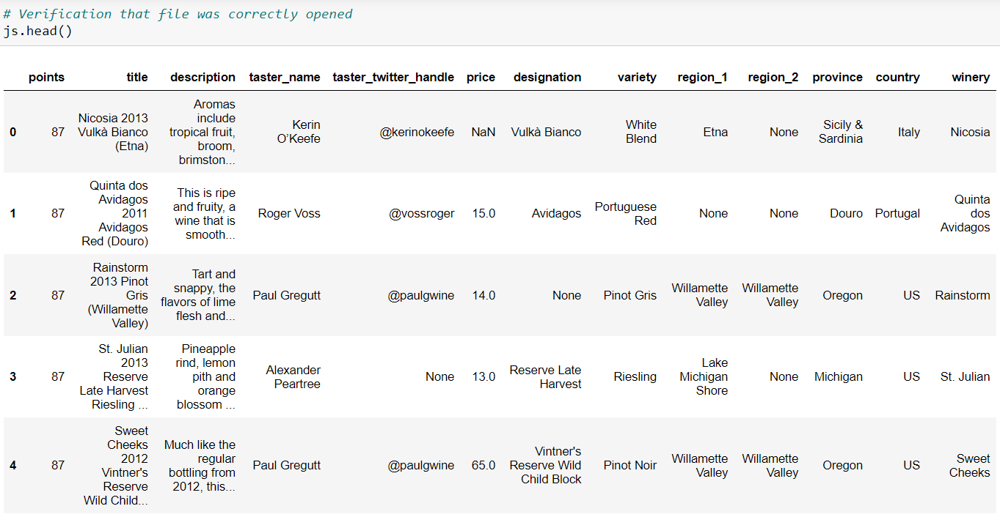 # Verification that file was correctly opened
js.head()
points title description taster_name taster_twitter_handle price designation variety region_1 region_2 province country winery
0 87 Nicosia 2013 Vulkà Bianco (Etna) Aromas include tropical fruit, broom, brimston... Kerin O’Keefe @kerinokeefe NaN Vulkà Bianco White Blend Etna None Sicily & Sardinia Italy Nicosia
1 87 Quinta dos Avidagos 2011 Avidagos Red (Douro) This is ripe and fruity, a wine that is smooth... Roger Voss @vossroger 15.0 Avidagos Portuguese Red None None Douro Portugal Quinta dos Avidagos
2 87 Rainstorm 2013 Pinot Gris (Willamette Valley) Tart and snappy, the flavors of lime flesh and... Paul Gregutt @paulgwine 14.0 None Pinot Gris Willamette Valley Willamette Valley Oregon US Rainstorm
3 87 St. Julian 2013 Reserve Late Harvest Riesling ... Pineapple rind, lemon pith and orange blossom ... Alexander Peartree None 13.0 Reserve Late Harvest Riesling Lake Michigan Shore None Michigan US St. Julian
4 87 Sweet Cheeks 2012 Vintner's Reserve Wild Child... Much like the regular bottling from 2012, this... Paul Gregutt @paulgwine 65.0 Vintner's Reserve Wild Child Block Pinot Noir Willamette Valley Willamette Valley Oregon US Sweet Cheeks